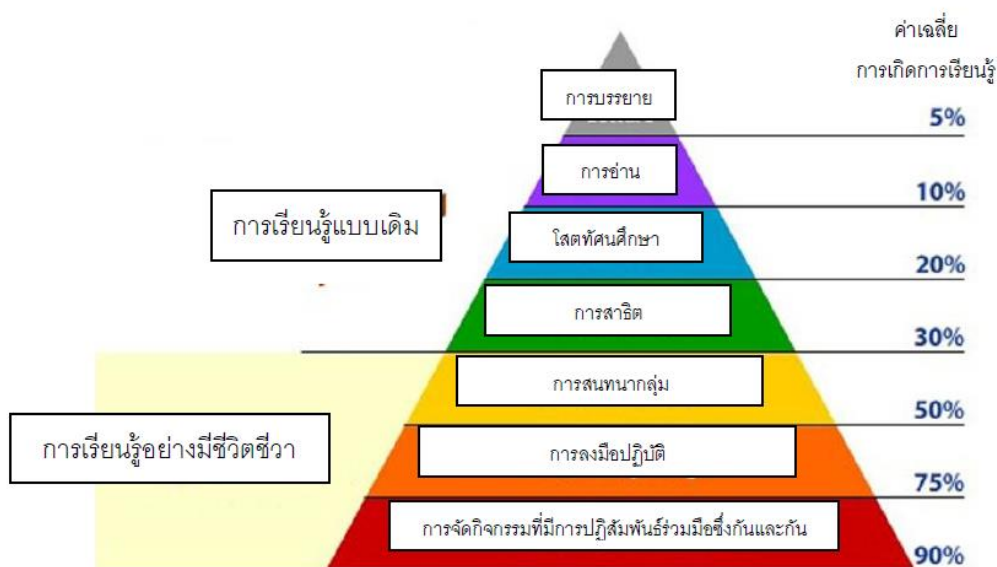 ค่าเฉลี่ย
การเกิดการเรียนรู้
การบรรยาย
5%
การอ่าน
10%
การเรียนรู้แบบเดิม
โสตทัศนศึกษา
20%
การสาธิต
30%
การสนทนากลุ่ม
50%
การเรียนรู้อย่างมีชีวิตชีวา
การลงมือปฏิบัติ
75%
การจัดกิจกรรมที่มีการปฏิสัมพันธ์ร่วมมือซึ่งกันและกัน
90%